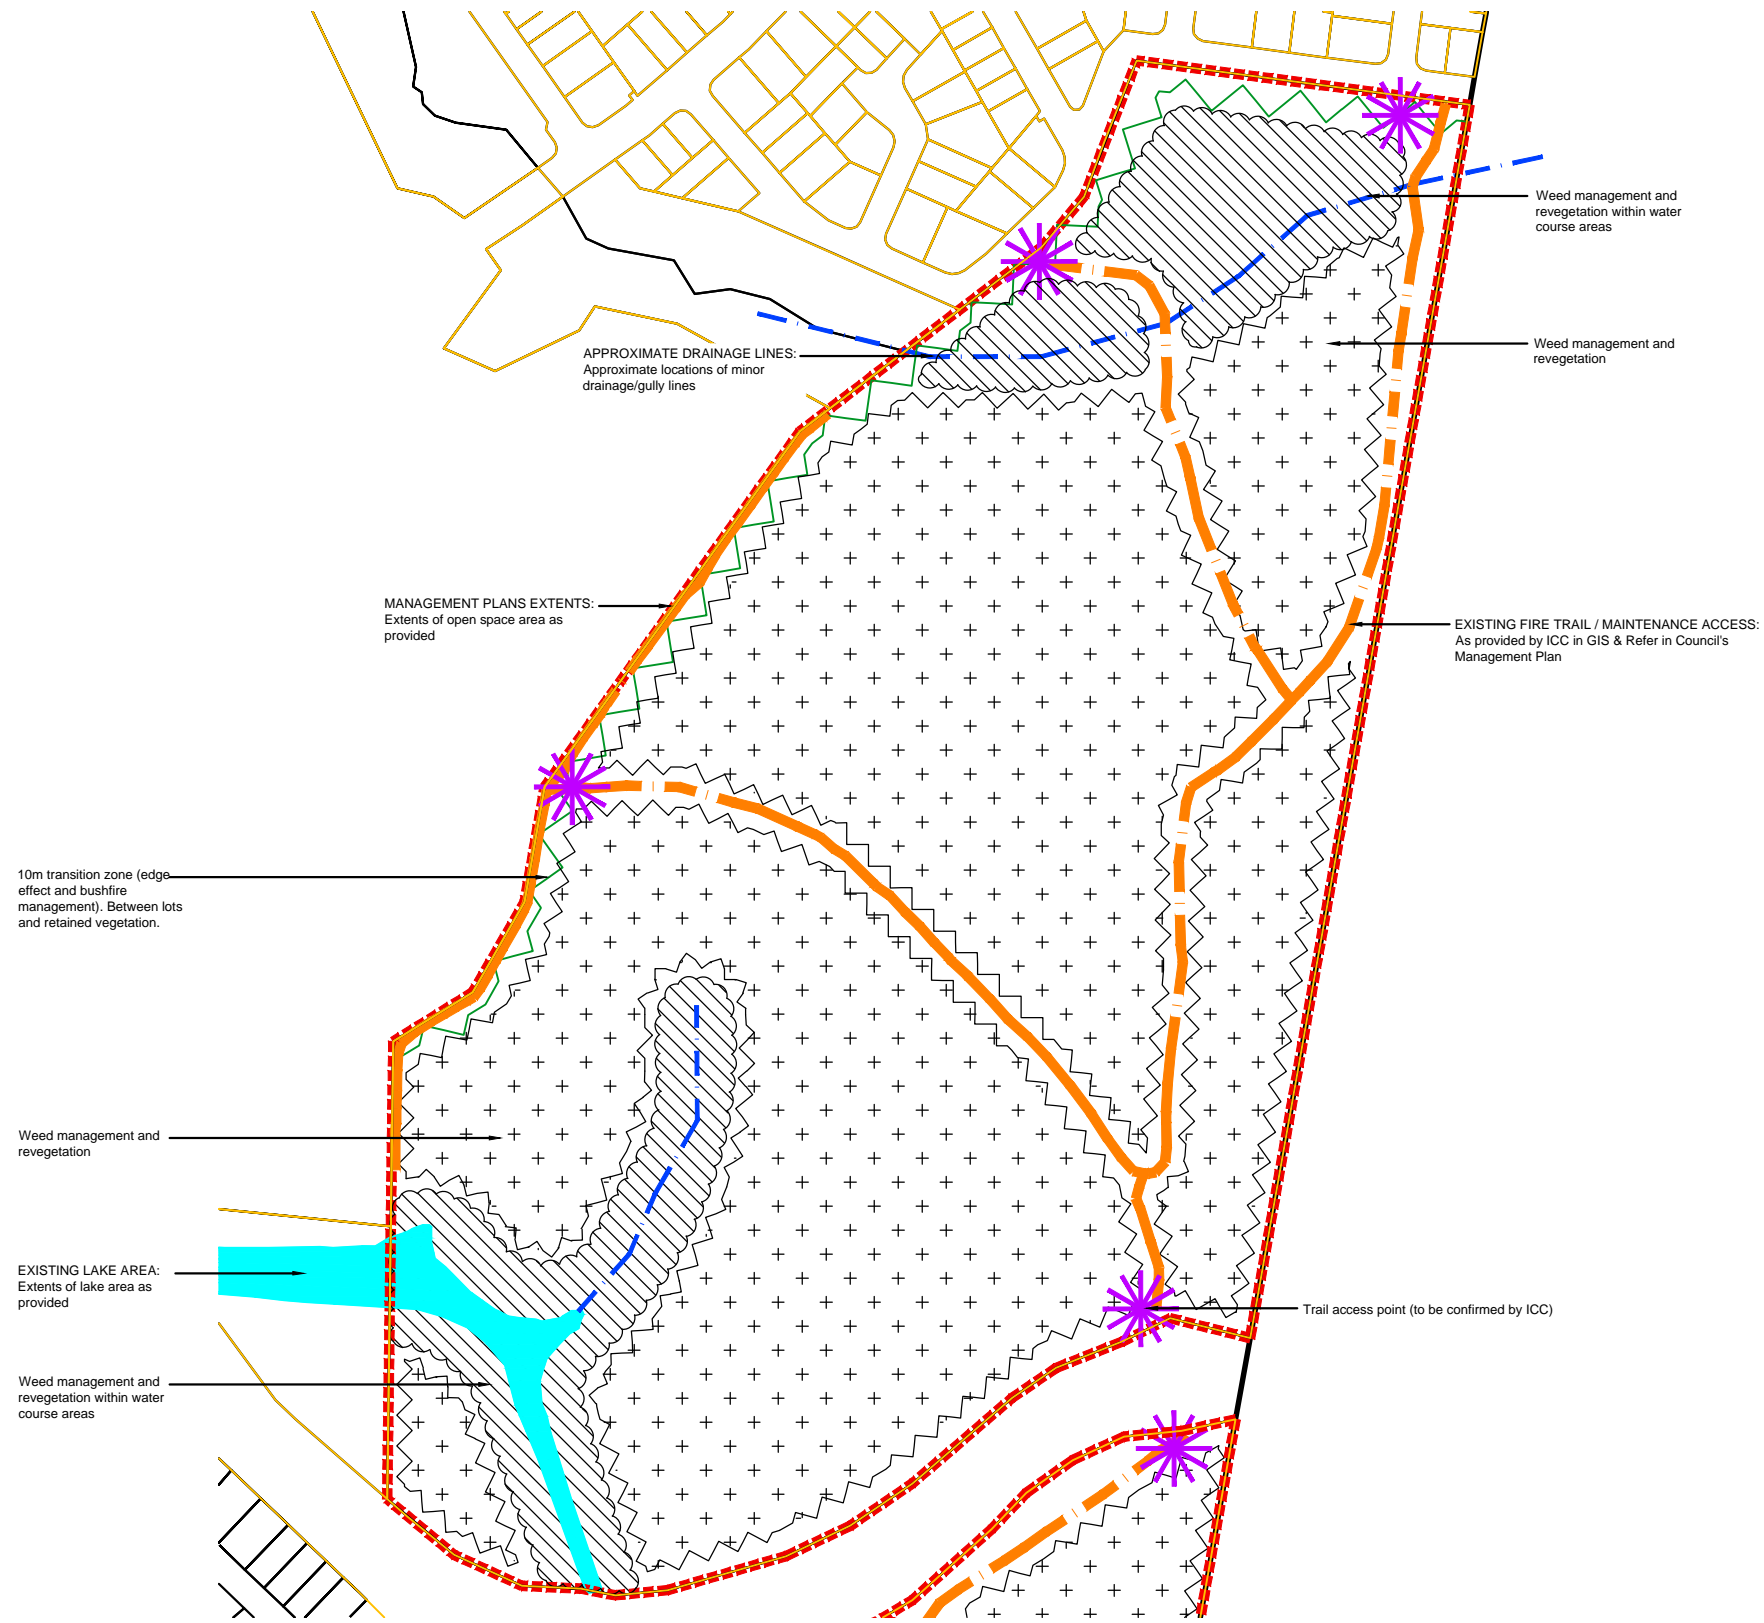 Weed management and
revegetation within water
course areas
APPROXIMATE DRAINAGE LINES:
Approximate locations of minor
drainage/gully lines
Weed management and
revegetation
MANAGEMENT PLANS EXTENTS:
Extents of open space area as
provided
EXISTING FIRE TRAIL / MAINTENANCE ACCESS:
As provided by ICC in GIS & Refer in Council's
Management Plan
10m transition zone (edge
effect and bushfire
management). Between lots
and retained vegetation.
Weed management and
revegetation
EXISTING LAKE AREA:
Extents of lake area as
provided
Trail access point (to be confirmed by ICC)
Weed management and
revegetation within water
course areas